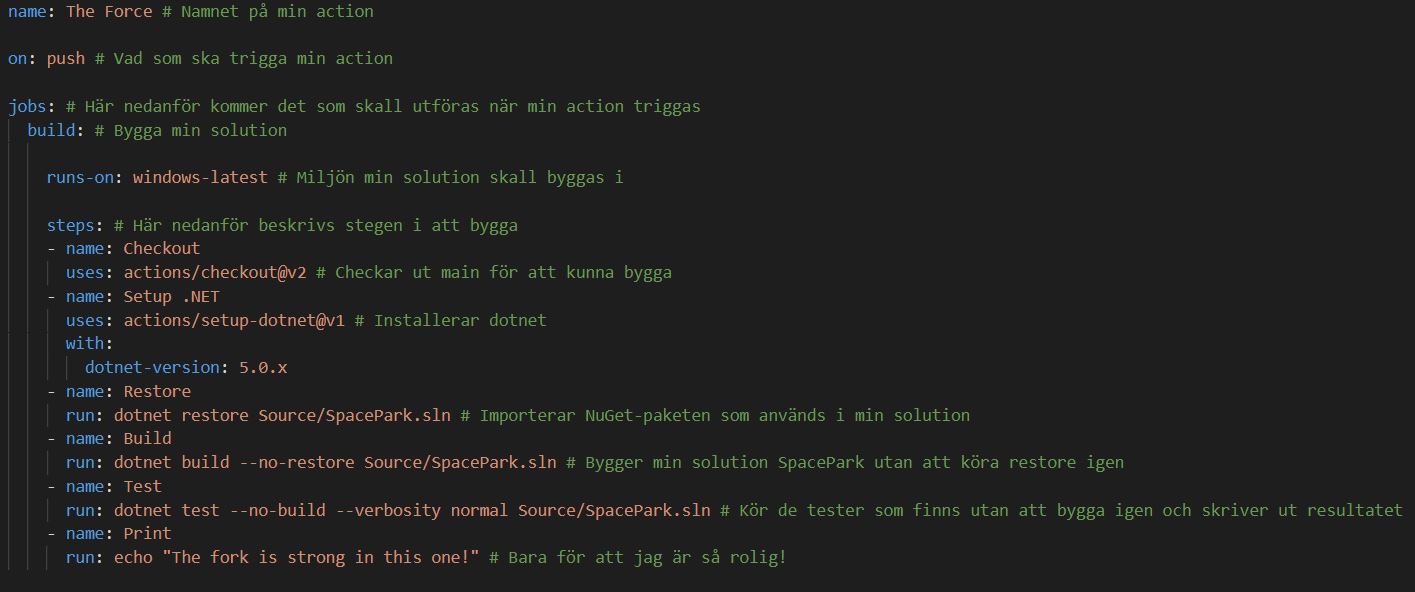 name: The Force # Namnet på min action
on: push # Vad som ska trigga min action
jobs: # Här nedanför kommer det som skall utföras när min action triggas
build: # Bygga min solution
runs-on: windows-latest # Miljön min solution skall byggas i
steps: # Här nedanför beskrivs stegen i att bygga
- name: Checkout
uses: actions/checkout@v2 # Checkar ut main för att kunna bygga
- name: Setup .NET
uses: actions/setup-dotnet@v1 # Installerar dotnet
with:
dotnet-version: 5.0.x
- name: Restore
run: dotnet restore Source/SpacePark.sln # Importerar NuGet-paketen som används i min solution
- name: Build
run: dotnet build --no-restore Source/SpacePark.sln # Bygger min solution SpacePark utan att köra restore igen
- name: Test
run: dotnet test --no-build --verbosity normal Source/SpacePark.sln # Kör de tester som finns utan att bygga igen och skriver ut resultatet
- name: Print
run: echo "The fork is strong in this one!" # Bara för att jag är så rolig!